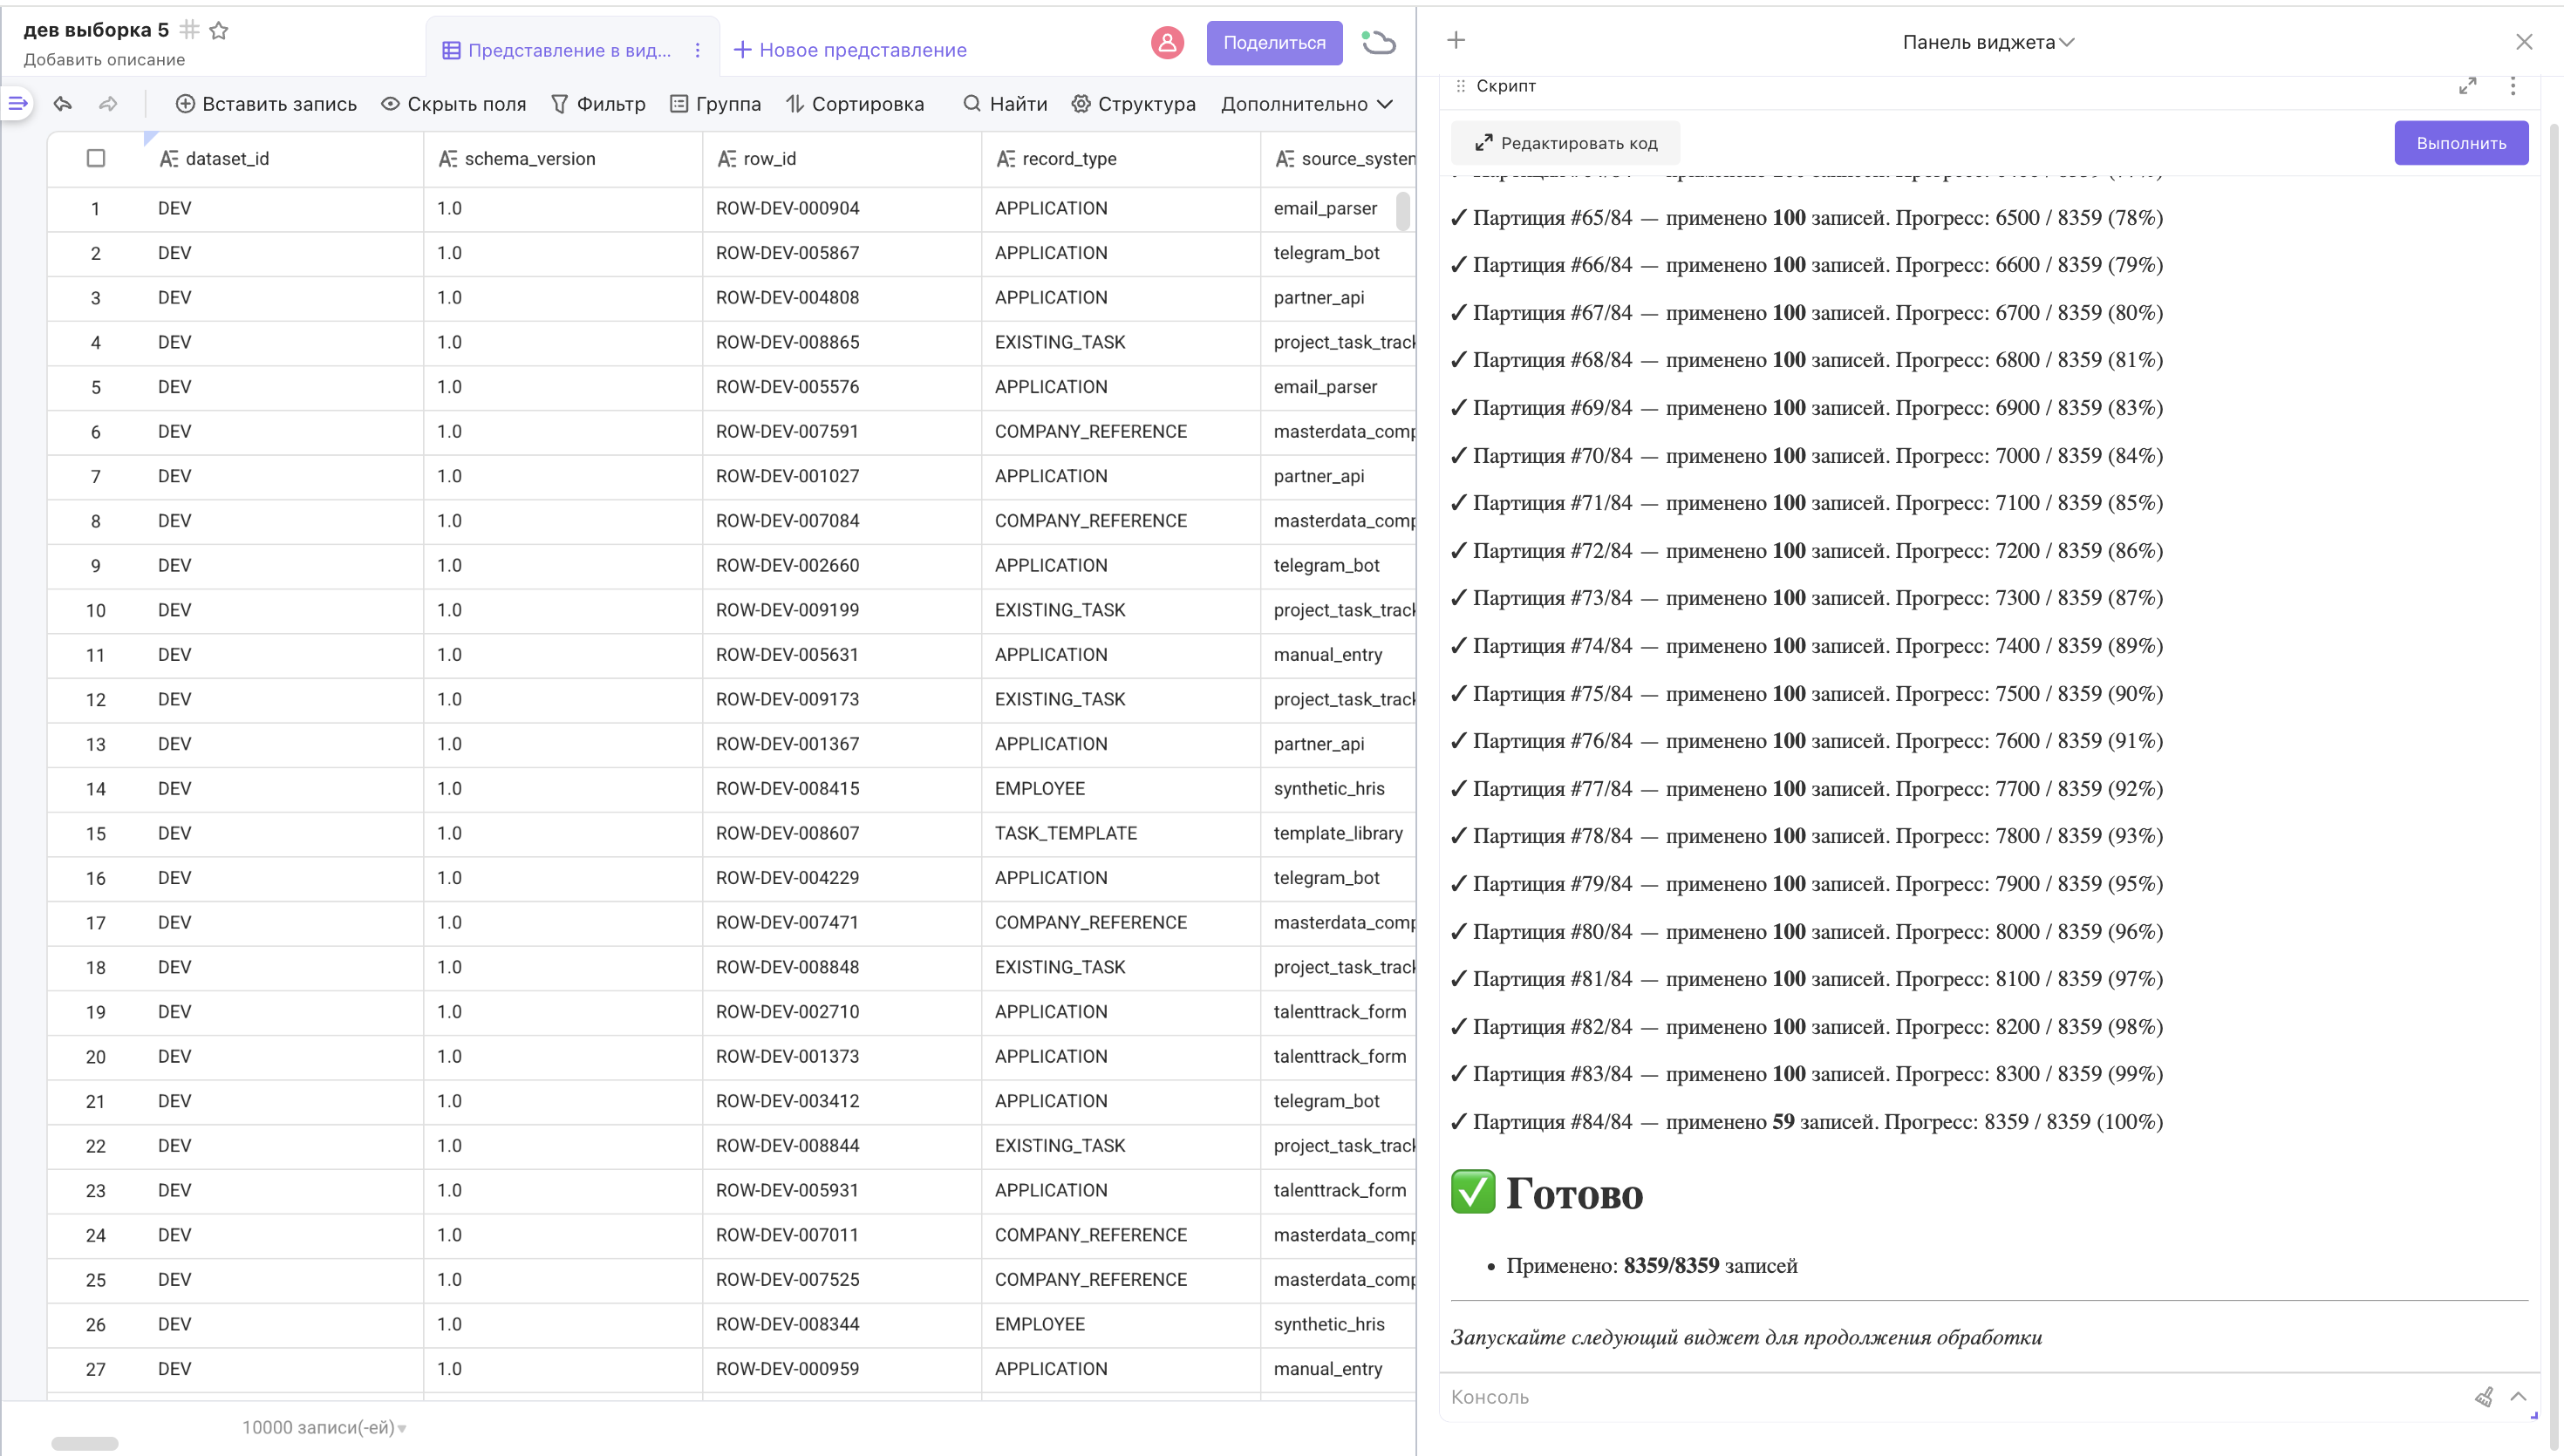 дев выборка 5
Добавить описание
Представление в вид...
Новое представление
Поделиться
Вставить запись
Скрыть поля
Фильтр
Группа
Сортировка
Найти
Структура
Дополнительно
dataset_id schema_version row_id record_type source_system
1 DEV 1.0 ROW-DEV-000904 APPLICATION email_parser
2 DEV 1.0 ROW-DEV-005867 APPLICATION telegram_bot
3 DEV 1.0 ROW-DEV-004808 APPLICATION partner_api
4 DEV 1.0 ROW-DEV-008865 EXISTING_TASK project_task_track
5 DEV 1.0 ROW-DEV-005576 APPLICATION email_parser
6 DEV 1.0 ROW-DEV-007591 COMPANY_REFERENCE masterdata_comp
7 DEV 1.0 ROW-DEV-001027 APPLICATION partner_api
8 DEV 1.0 ROW-DEV-007084 COMPANY_REFERENCE masterdata_comp
9 DEV 1.0 ROW-DEV-002660 APPLICATION telegram_bot
10 DEV 1.0 ROW-DEV-009199 EXISTING_TASK project_task_track
11 DEV 1.0 ROW-DEV-005631 APPLICATION manual_entry
12 DEV 1.0 ROW-DEV-009173 EXISTING_TASK project_task_track
13 DEV 1.0 ROW-DEV-001367 APPLICATION partner_api
14 DEV 1.0 ROW-DEV-008415 EMPLOYEE synthetic_hris
15 DEV 1.0 ROW-DEV-008607 TASK_TEMPLATE template_library
16 DEV 1.0 ROW-DEV-004229 APPLICATION telegram_bot
17 DEV 1.0 ROW-DEV-007471 COMPANY_REFERENCE masterdata_comp
18 DEV 1.0 ROW-DEV-008848 EXISTING_TASK project_task_track
19 DEV 1.0 ROW-DEV-002710 APPLICATION talenttrack_form
20 DEV 1.0 ROW-DEV-001373 APPLICATION talenttrack_form
21 DEV 1.0 ROW-DEV-003412 APPLICATION telegram_bot
22 DEV 1.0 ROW-DEV-008844 EXISTING_TASK project_task_track
23 DEV 1.0 ROW-DEV-005931 APPLICATION talenttrack_form
24 DEV 1.0 ROW-DEV-007011 COMPANY_REFERENCE masterdata_comp
25 DEV 1.0 ROW-DEV-007525 COMPANY_REFERENCE masterdata_comp
26 DEV 1.0 ROW-DEV-008344 EMPLOYEE synthetic_hris
27 DEV 1.0 ROW-DEV-000959 APPLICATION manual_entry
10000 записи(-ей)
Панель виджета
Скрипт
Редактировать код
Выполнить
✓ Партиция #65/84 — применено 100 записей. Прогресс: 6500 / 8359 (78%)
✓ Партиция #66/84 — применено 100 записей. Прогресс: 6600 / 8359 (79%)
✓ Партиция #67/84 — применено 100 записей. Прогресс: 6700 / 8359 (80%)
✓ Партиция #68/84 — применено 100 записей. Прогресс: 6800 / 8359 (81%)
✓ Партиция #69/84 — применено 100 записей. Прогресс: 6900 / 8359 (83%)
✓ Партиция #70/84 — применено 100 записей. Прогресс: 7000 / 8359 (84%)
✓ Партиция #71/84 — применено 100 записей. Прогресс: 7100 / 8359 (85%)
✓ Партиция #72/84 — применено 100 записей. Прогресс: 7200 / 8359 (86%)
✓ Партиция #73/84 — применено 100 записей. Прогресс: 7300 / 8359 (87%)
✓ Партиция #74/84 — применено 100 записей. Прогресс: 7400 / 8359 (89%)
✓ Партиция #75/84 — применено 100 записей. Прогресс: 7500 / 8359 (90%)
✓ Партиция #76/84 — применено 100 записей. Прогресс: 7600 / 8359 (91%)
✓ Партиция #77/84 — применено 100 записей. Прогресс: 7700 / 8359 (92%)
✓ Партиция #78/84 — применено 100 записей. Прогресс: 7800 / 8359 (93%)
✓ Партиция #79/84 — применено 100 записей. Прогресс: 7900 / 8359 (95%)
✓ Партиция #80/84 — применено 100 записей. Прогресс: 8000 / 8359 (96%)
✓ Партиция #81/84 — применено 100 записей. Прогресс: 8100 / 8359 (97%)
✓ Партиция #82/84 — применено 100 записей. Прогресс: 8200 / 8359 (98%)
✓ Партиция #83/84 — применено 100 записей. Прогресс: 8300 / 8359 (99%)
✓ Партиция #84/84 — применено 59 записей. Прогресс: 8359 / 8359 (100%)
✅ Готово
• Применено: 8359/8359 записей
Запускайте следующий виджет для продолжения обработки
Консоль